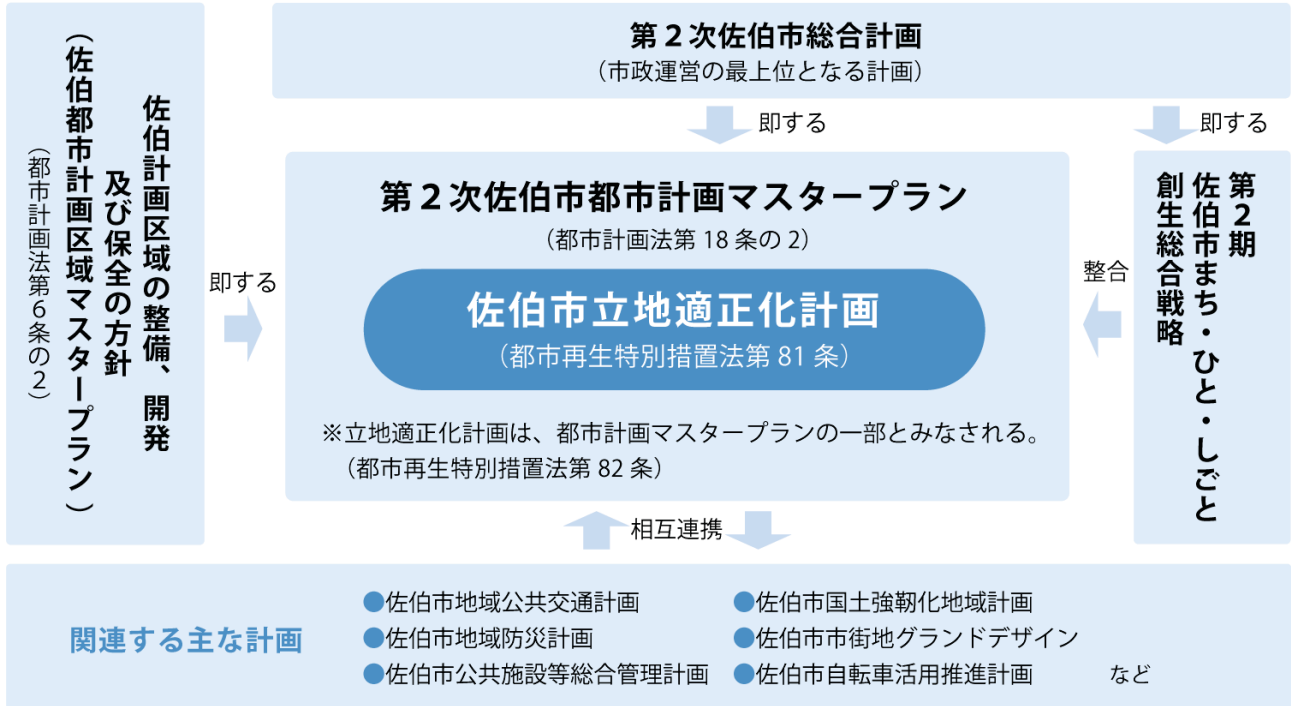 第２次佐伯市総合計画
（市政運営の最上位となる計画）
即する
即する
佐伯計画区域の整備、開発
及び保全の方針
（佐伯都市計画区域マスタープラン）
（都市計画法第６条の２）
即する
第２次佐伯市都市計画マスタープラン
（都市計画法第 18 条の 2）
佐伯市立地適正化計画
（都市再生特別措置法第 81 条）
※立地適正化計画は、都市計画マスタープランの一部とみなされる。
（都市再生特別措置法第 82 条）
整合
第２期
佐伯市まち・ひと・しごと
創生総合戦略
相互連携
関連する主な計画
●佐伯市地域公共交通計画
●佐伯市地域防災計画
●佐伯市公共施設等総合管理計画
●佐伯市国土強靭化地域計画
●佐伯市市街地グランドデザイン
●佐伯市自転車活用推進計画
など